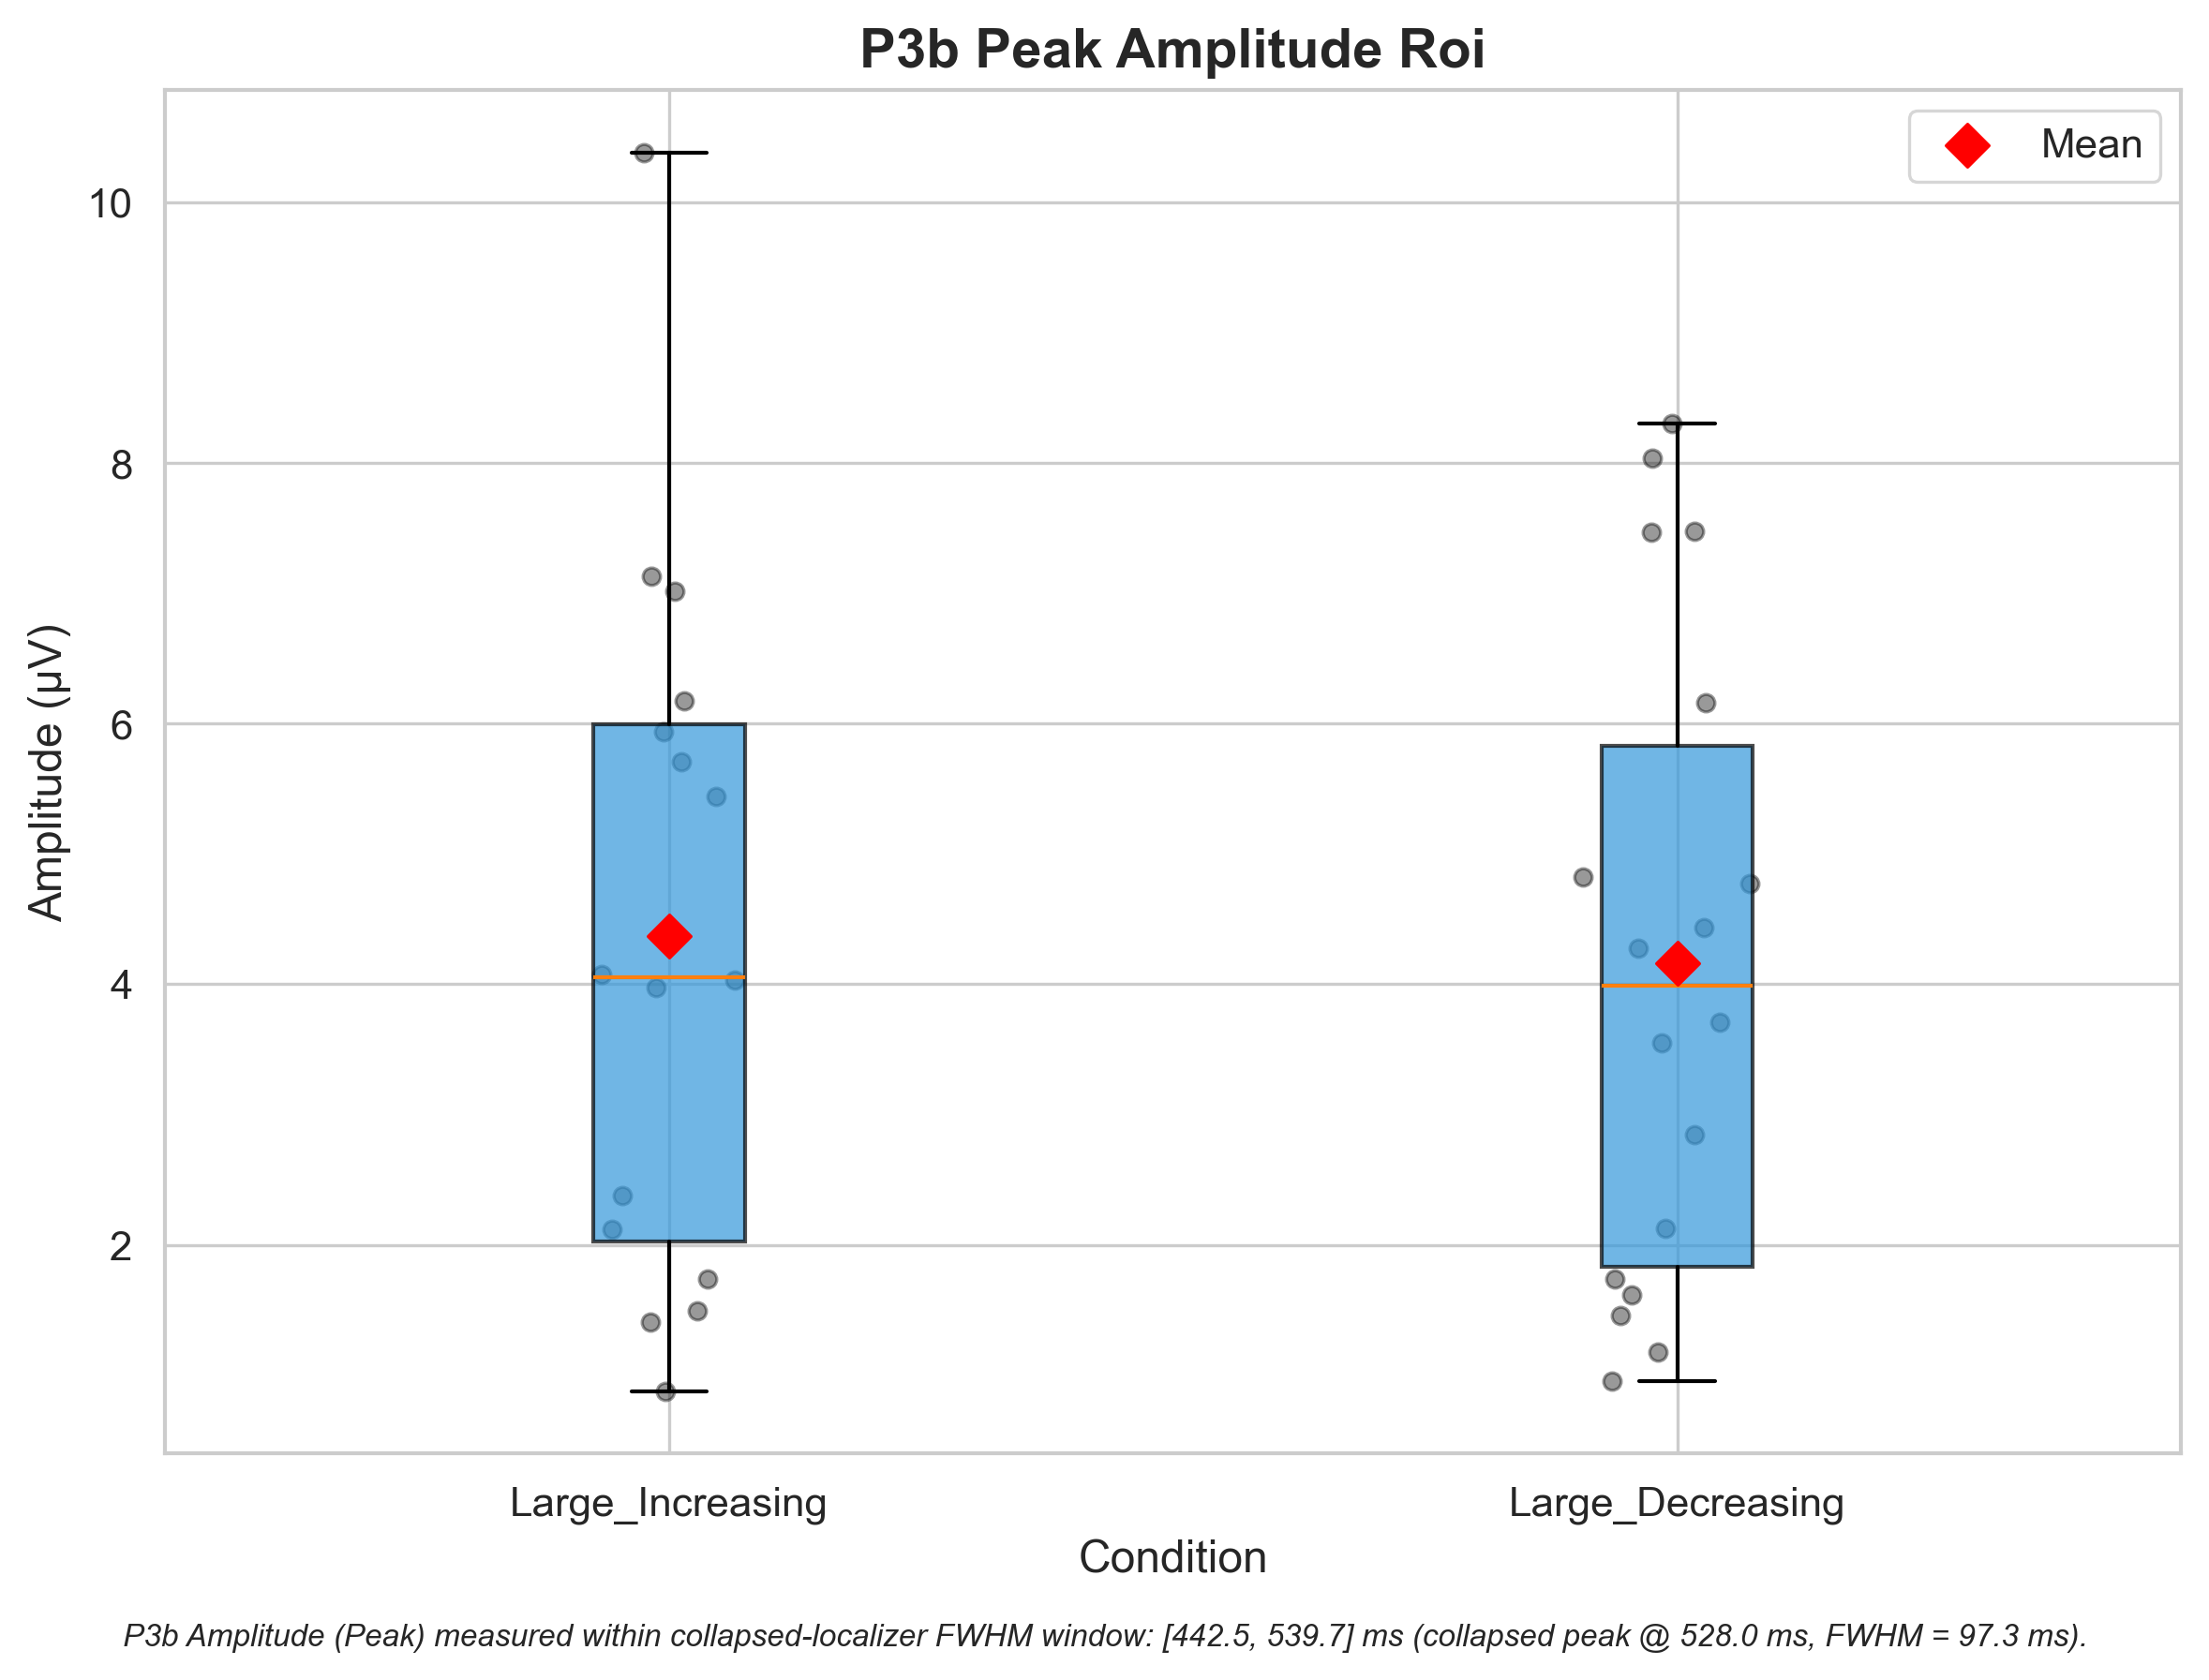 P3b Peak Amplitude Roi
Mean
10
8
6
4
2
Amplitude (µV)
Large_Increasing
Large_Decreasing
Condition
P3b Amplitude (Peak) measured within collapsed-localizer FWHM window: [442.5, 539.7] ms (collapsed peak @ 528.0 ms, FWHM = 97.3 ms).